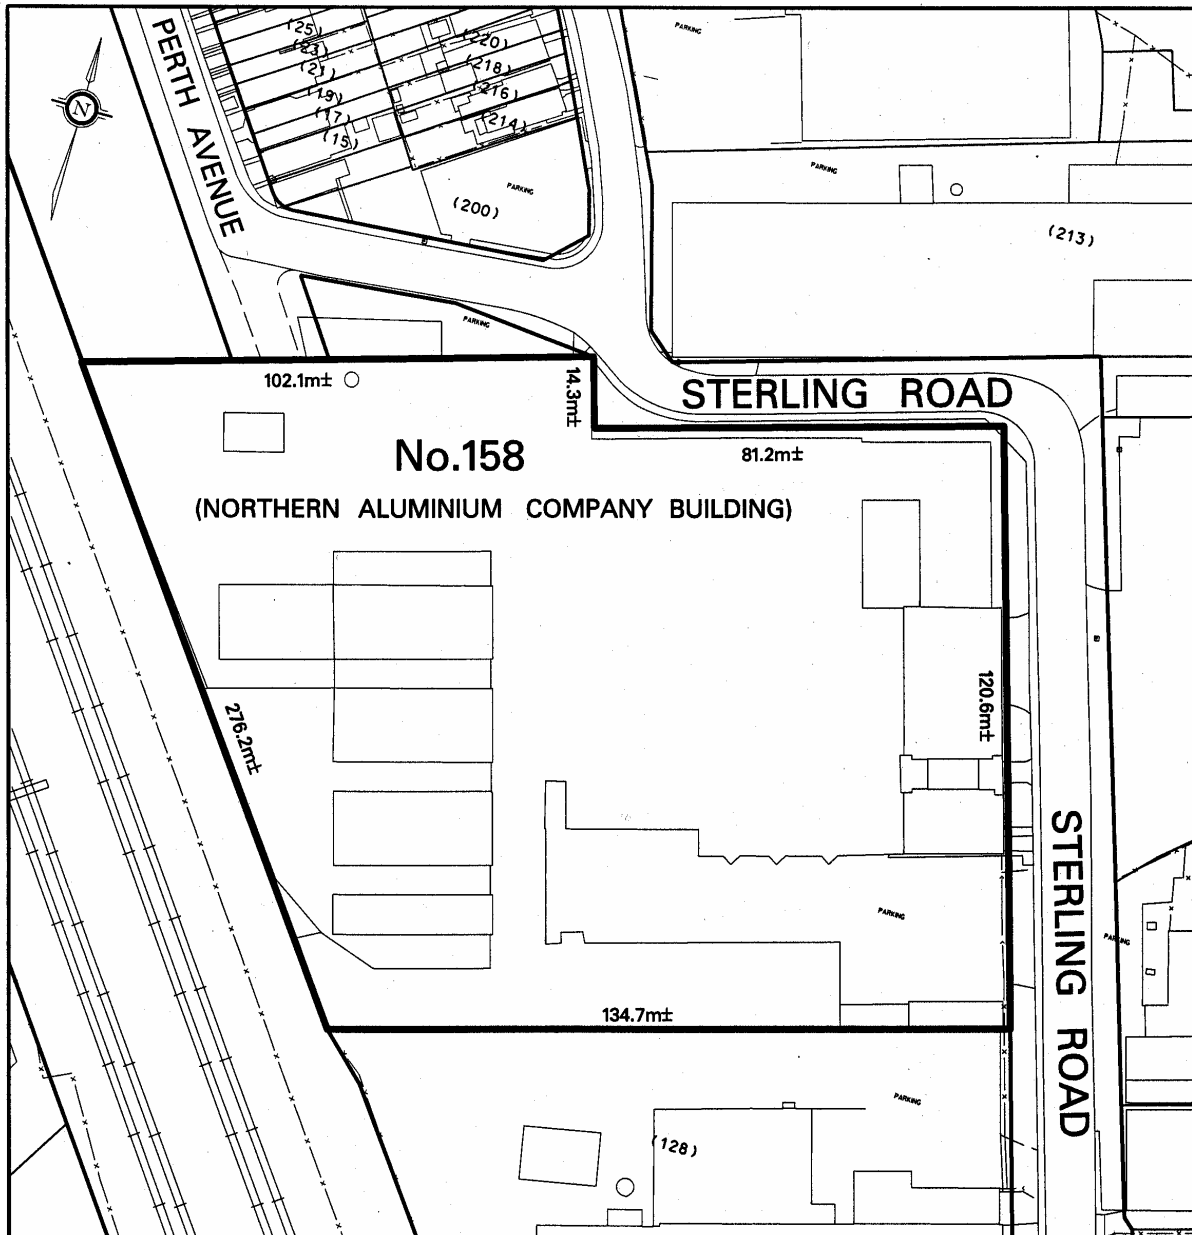 PERTH AVENUE
N
(25)
(23)
(21)
(19)
(17)
(15)
(220)
(218)
(216)
(214)
PARKING
(200)
PARKING
PARKING
(213)
PARKING
102.1m±
14.3m±
STERLING ROAD
No.158
81.2m±
(NORTHERN ALUMINIUM COMPANY BUILDING)
276.2m±
120.6m±
STERLING ROAD
PARKING
PARKING
134.7m±
PARKING
(128)